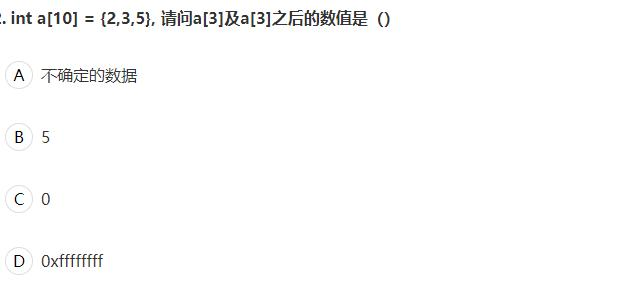 2. int a[10] = {2,3,5}, 请问a[3]及a[3]之后的数值是（）
A 不确定的数据
B 5
C 0
D 0xffffffff